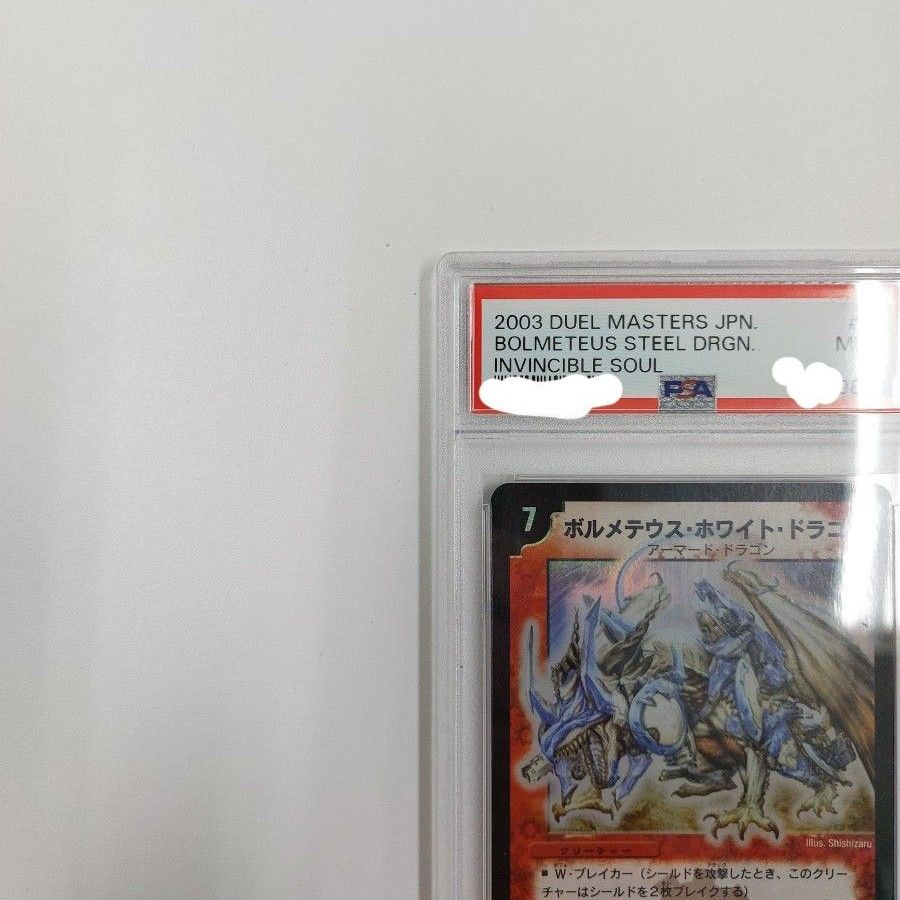 2003 DUEL MASTERS JPN.
BOLMETEUS STEEL DRGN.
INVINCIBLE SOUL
PSA
7
ボルメテウス・ホワイト・ドラ
アーマード・ドラゴン
Illus. Shishizaru
クリーチャー
■ W・ブレイカー（シールドを攻撃したとき、このクリー
チャーはシールドを2枚ブレイクする）